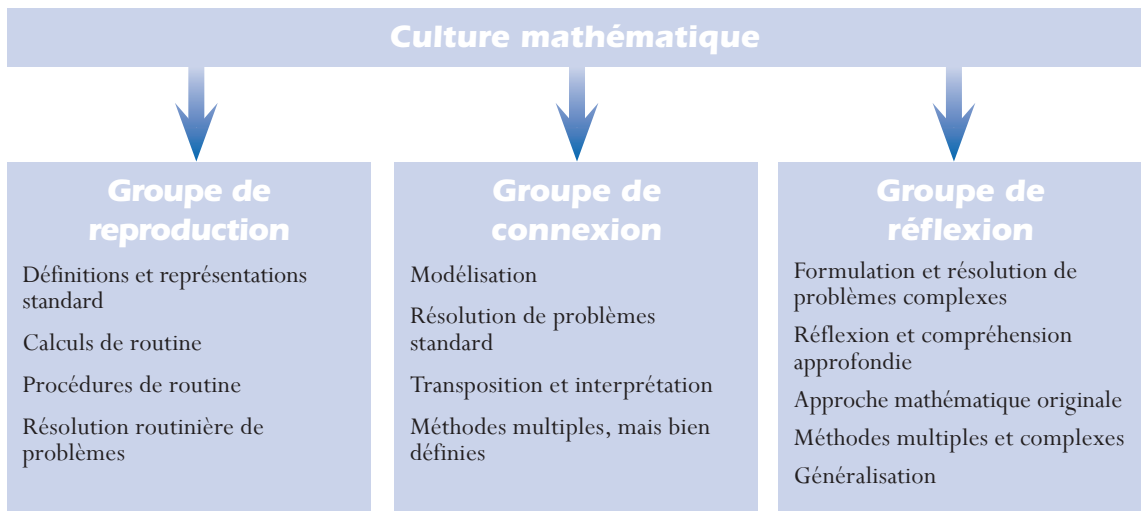 Culture mathématique
Groupe de
reproduction
Définitions et représentations
standard
Calculs de routine
Procédures de routine
Résolution routinière de
problèmes
Groupe de
connexion
Modélisation
Résolution de problèmes
standard
Transposition et interprétation
Méthodes multiples, mais bien
définies
Groupe de
réflexion
Formulation et résolution de
problèmes complexes
Réflexion et compréhension
approfondie
Approche mathématique originale
Méthodes multiples et complexes
Généralisation